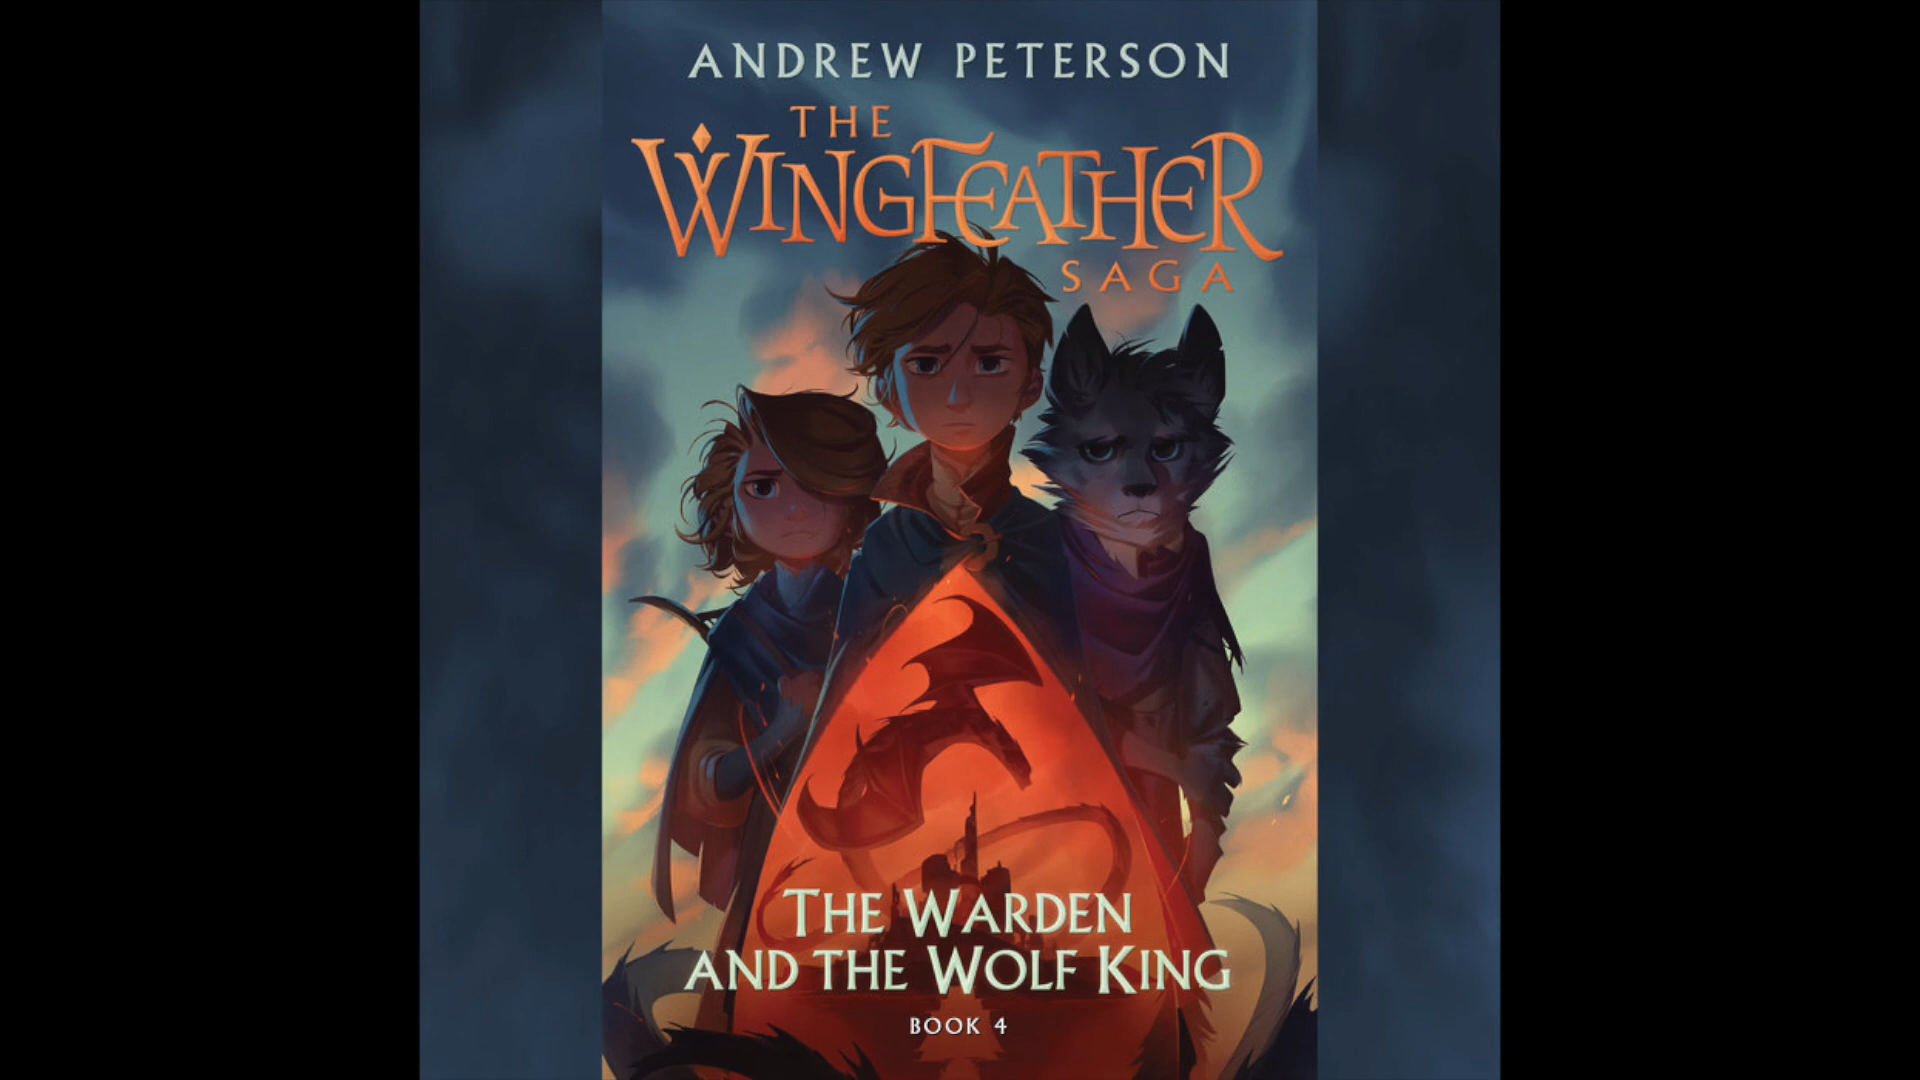 ANDREW PETERSON
THE
WINGFEATHER
SAGA
THE WARDEN
AND THE WOLF KING
BOOK 4